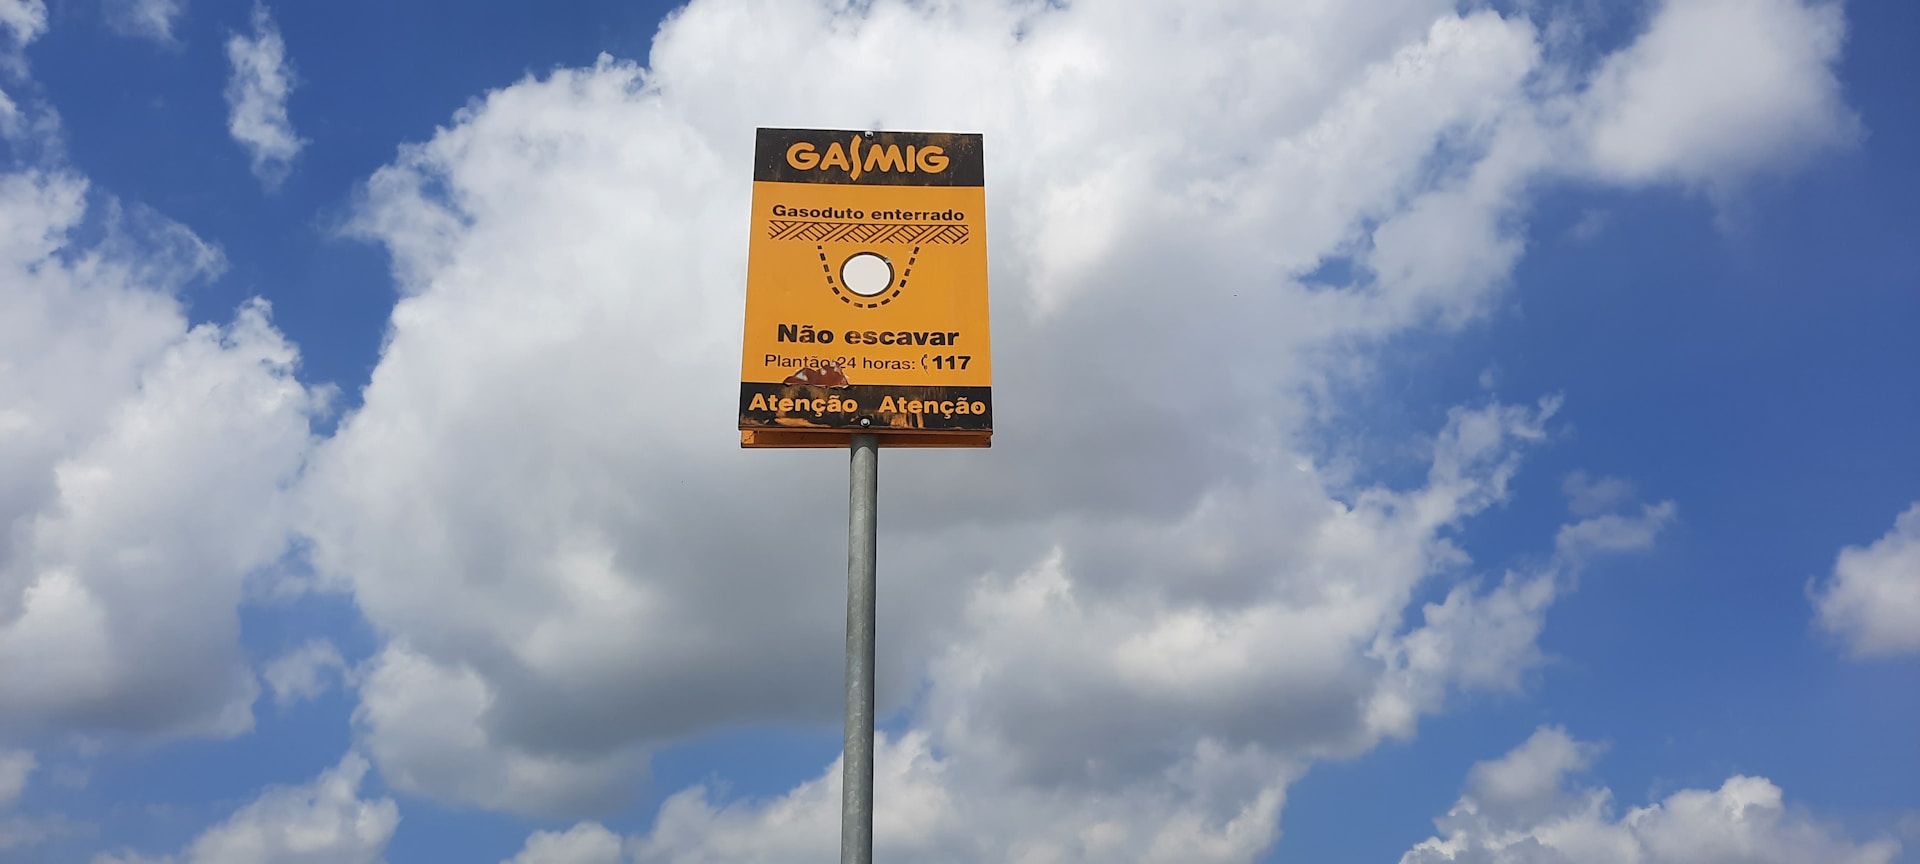 GASMIG
Gasoduto enterrado
Não escavar
Plantão 24 horas: 117
Atenção Atenção